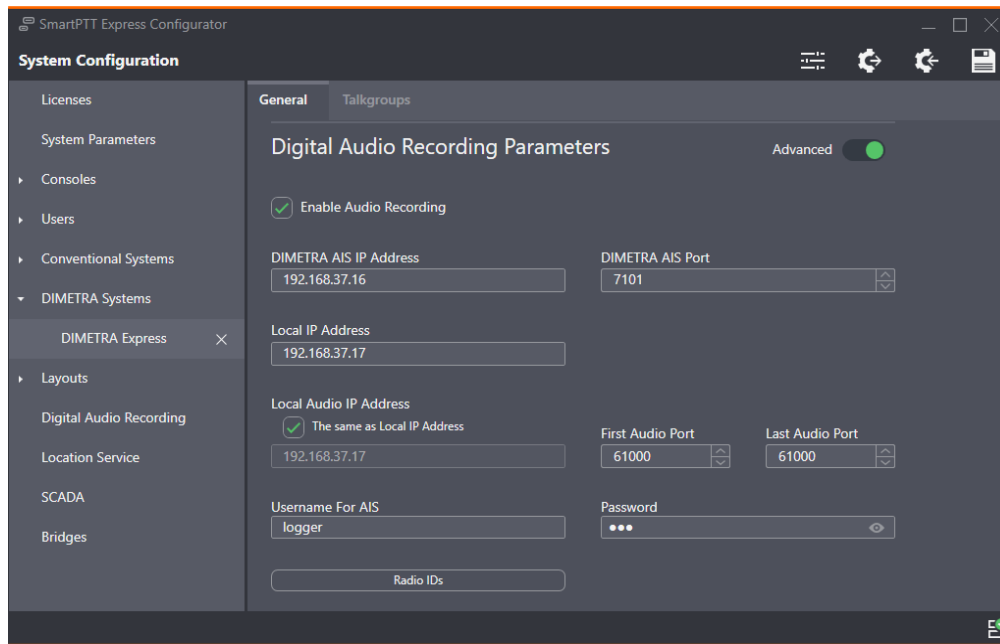 SmartPTT Express Configurator
System Configuration
Licenses
System Parameters
Consoles
Users
Conventional Systems
DIMETRA Systems
DIMETRA Express
Layouts
Digital Audio Recording
Location Service
SCADA
Bridges
General Talkgroups
Digital Audio Recording Parameters Advanced
Enable Audio Recording
DIMETRA AIS IP Address DIMETRA AIS Port
192.168.37.16 7101
Local IP Address
192.168.37.17
Local Audio IP Address
The same as Local IP Address First Audio Port Last Audio Port
192.168.37.17 61000 61000
Username For AIS Password
logger •••
Radio IDs